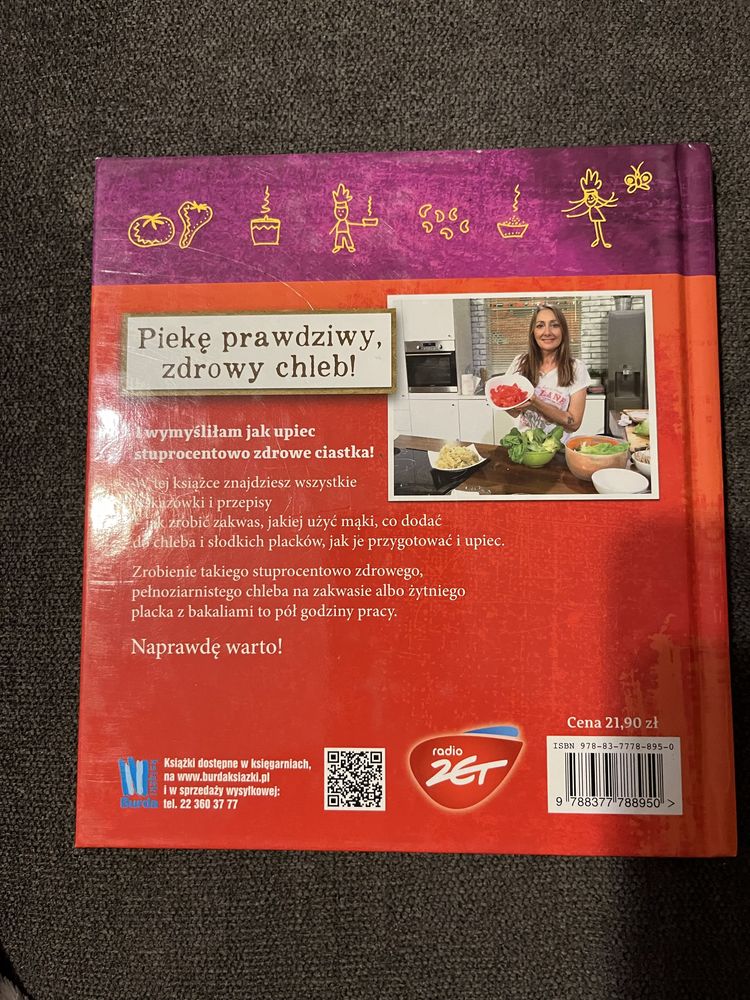 Piekę prawdziwy,
zdrowy chleb!
I wymyśliłam jak upiec
stuprocentowo zdrowe ciastka!
W tej książce znajdziesz wszystkie
wskazówki i przepisy
– jak zrobić zakwas, jakiej użyć mąki, co dodać
do chleba i słodkich placków, jak je przygotować i upiec.
Zrobienie takiego stuprocentowo zdrowego,
pełnoziarnistego chleba na zakwasie albo żytniego
placka z bakaliami to pół godziny pracy.
Naprawdę warto!
Cena 21,90 zł
ISBN 978-83-7778-895-0
9 788377 788950 >
radio
ZET
Burda
Książki dostępne w księgarniach,
na www.burdaksiazki.pl
i w sprzedaży wysyłkowej:
tel. 22 360 37 77